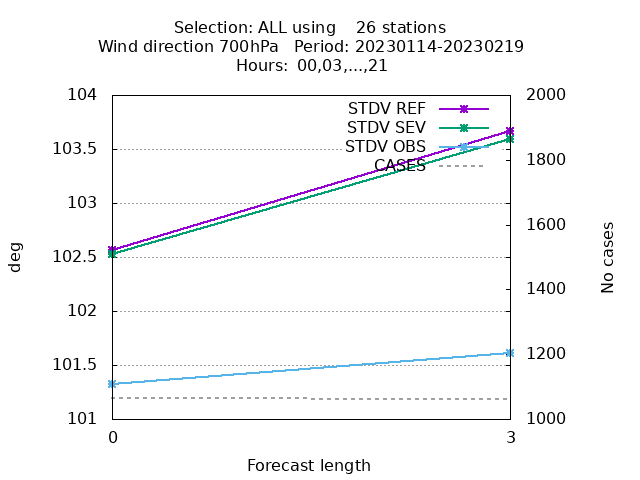 Selection: ALL using    26 stations
Wind direction 700hPa   Period: 20230114-20230219
Hours:  00,03,...,21
104
103.5
103
102.5
102
101.5
101
2000
1800
1600
1400
1200
1000
STDV REF
STDV SEV
STDV OBS
CASES
deg
No cases
0
3
Forecast length